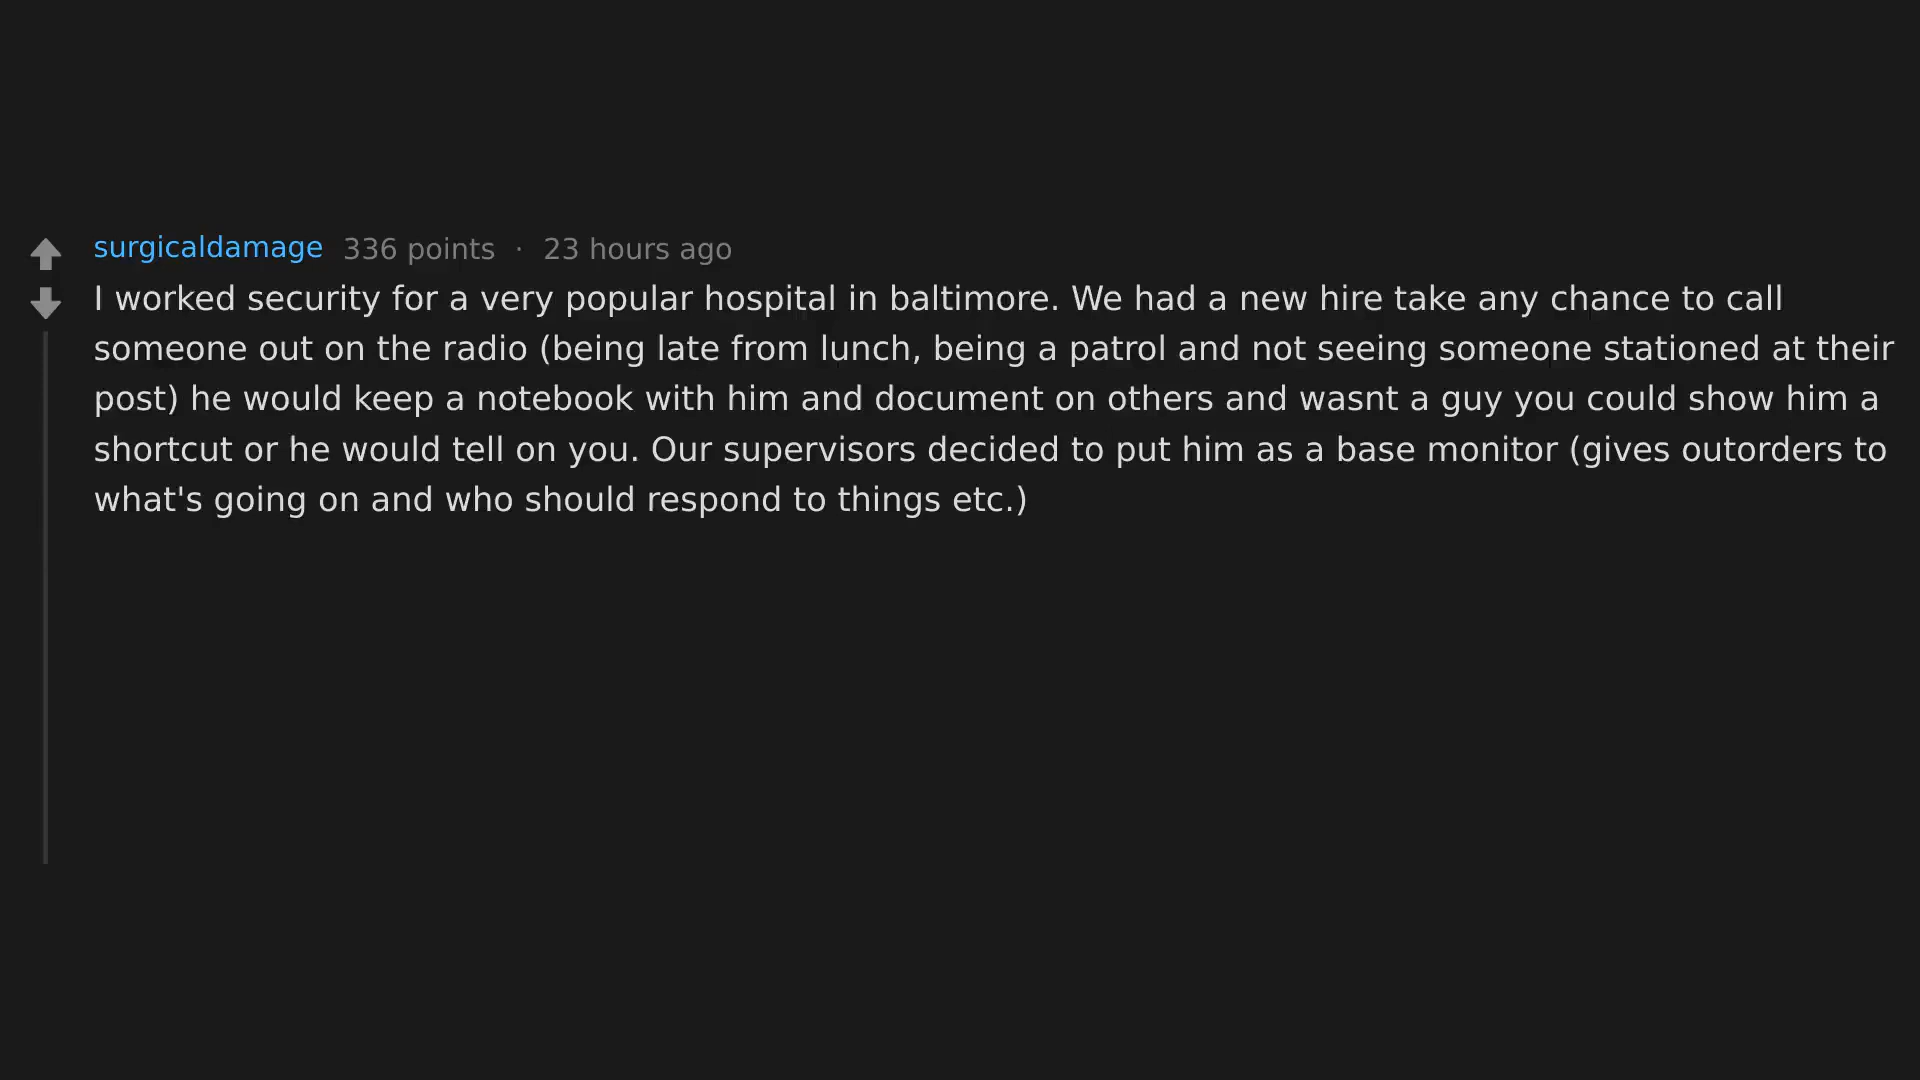 surgicaldamage 336 points · 23 hours ago
I worked security for a very popular hospital in baltimore. We had a new hire take any chance to call
someone out on the radio (being late from lunch, being a patrol and not seeing someone stationed at their
post) he would keep a notebook with him and document on others and wasnt a guy you could show him a
shortcut or he would tell on you. Our supervisors decided to put him as a base monitor (gives outorders to
what's going on and who should respond to things etc.)